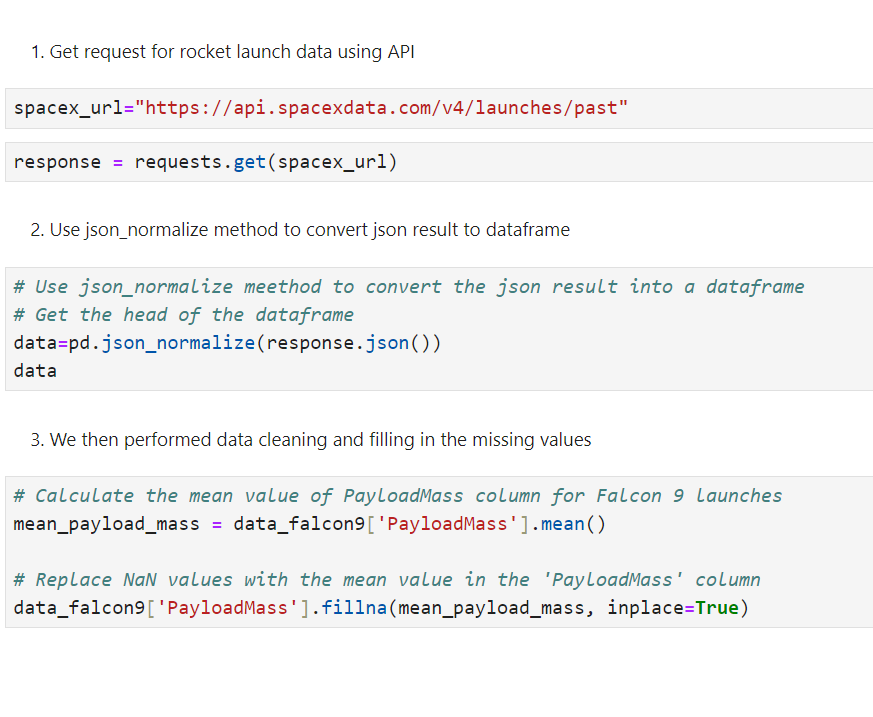 1. Get request for rocket launch data using API
spacex_url="https://api.spacexdata.com/v4/launches/past"
response = requests.get(spacex_url)
2. Use json_normalize method to convert json result to dataframe
# Use json_normalize meethod to convert the json result into a dataframe
# Get the head of the dataframe
data=pd.json_normalize(response.json())
data
3. We then performed data cleaning and filling in the missing values
# Calculate the mean value of PayloadMass column for Falcon 9 launches
mean_payload_mass = data_falcon9['PayloadMass'].mean()
# Replace NaN values with the mean value in the 'PayloadMass' column
data_falcon9['PayloadMass'].fillna(mean_payload_mass, inplace=True)